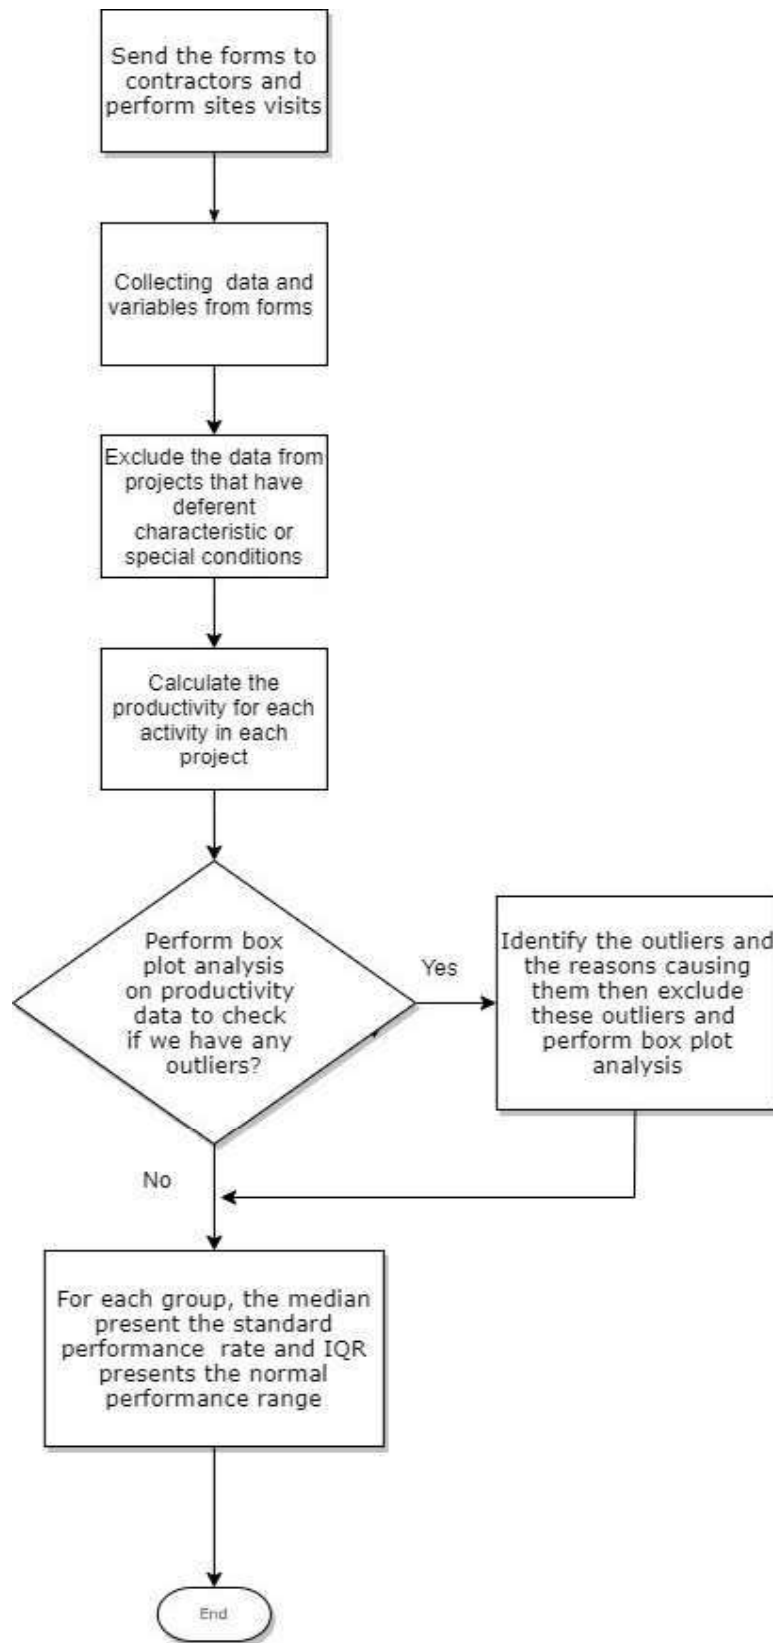 Send the forms to
contractors and
perform sites visits
Collecting data and
variables from forms
Exclude the data from
projects that have
deferent
characteristic or
special conditions
Calculate the
productivity for each
activity in each
project
Perform box
plot analysis
on productivity
data to check
if we have any
outliers?
Yes
Identify the outliers and
the reasons causing
them then exclude
these outliers and
perform box plot
analysis
No
For each group, the median
present the standard
performance rate and IQR
presents the normal
performance range
End